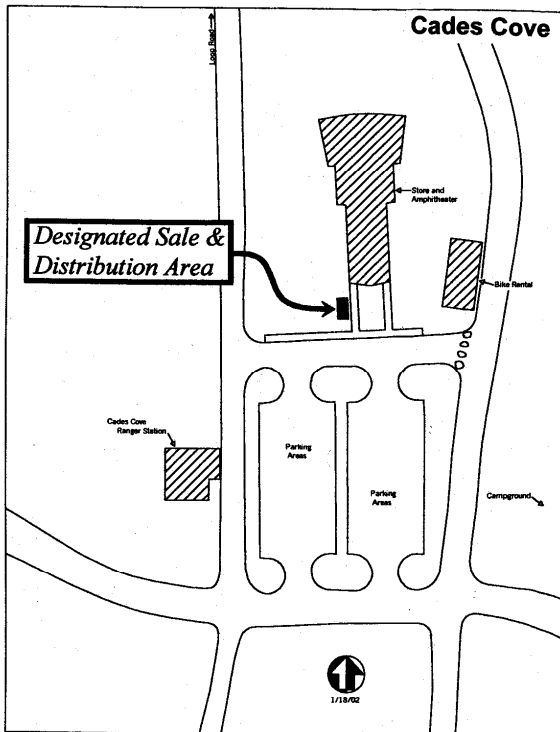 Cades Cove
Loop Road
Store and
Amphitheater
Designated Sale &
Distribution Area
Bike Rental
Cades Cove
Ranger Station
Parking
Areas
Parking
Areas
Campground
1/18/02